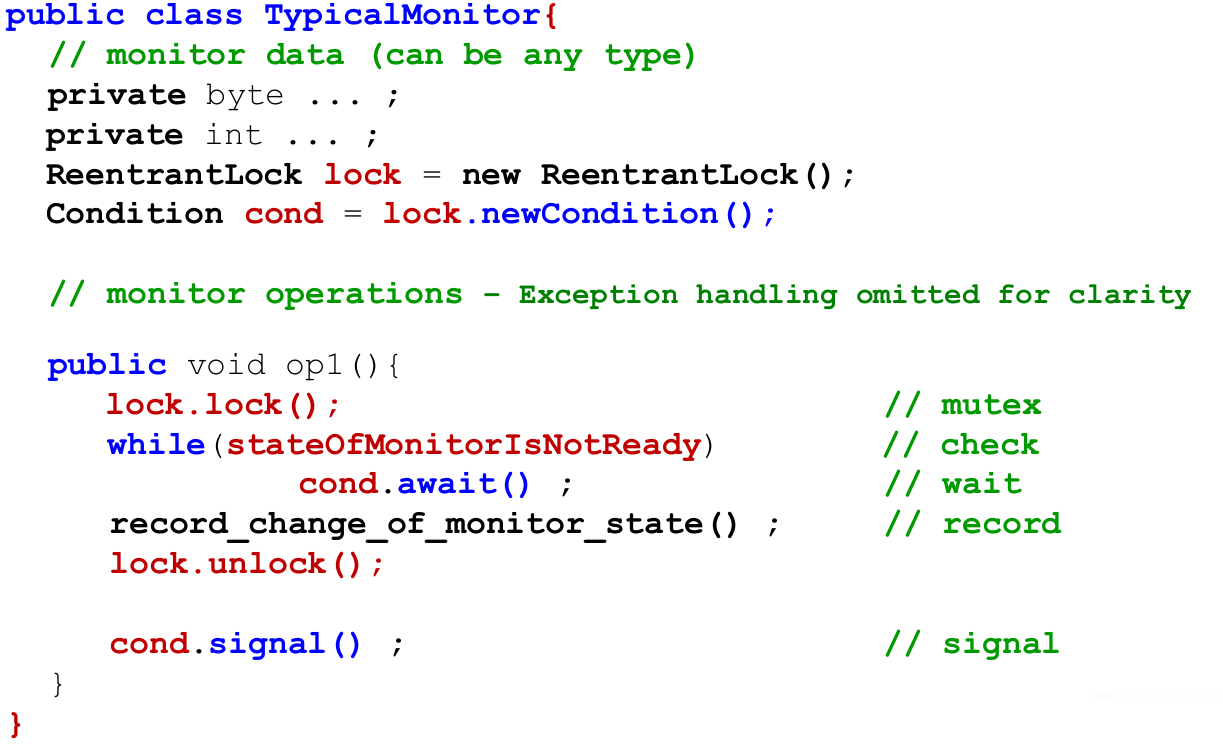 public class TypicalMonitor{
// monitor data (can be any type)
private byte ... ;
private int ... ;
ReentrantLock lock = new ReentrantLock();
Condition cond = lock.newCondition();
// monitor operations – Exception handling omitted for clarity
public void op1(){
lock.lock(); // mutex
while(stateOfMonitorIsNotReady) // check
cond.await() ; // wait
record_change_of_monitor_state() ; // record
lock.unlock();
cond.signal() ; // signal
}
}